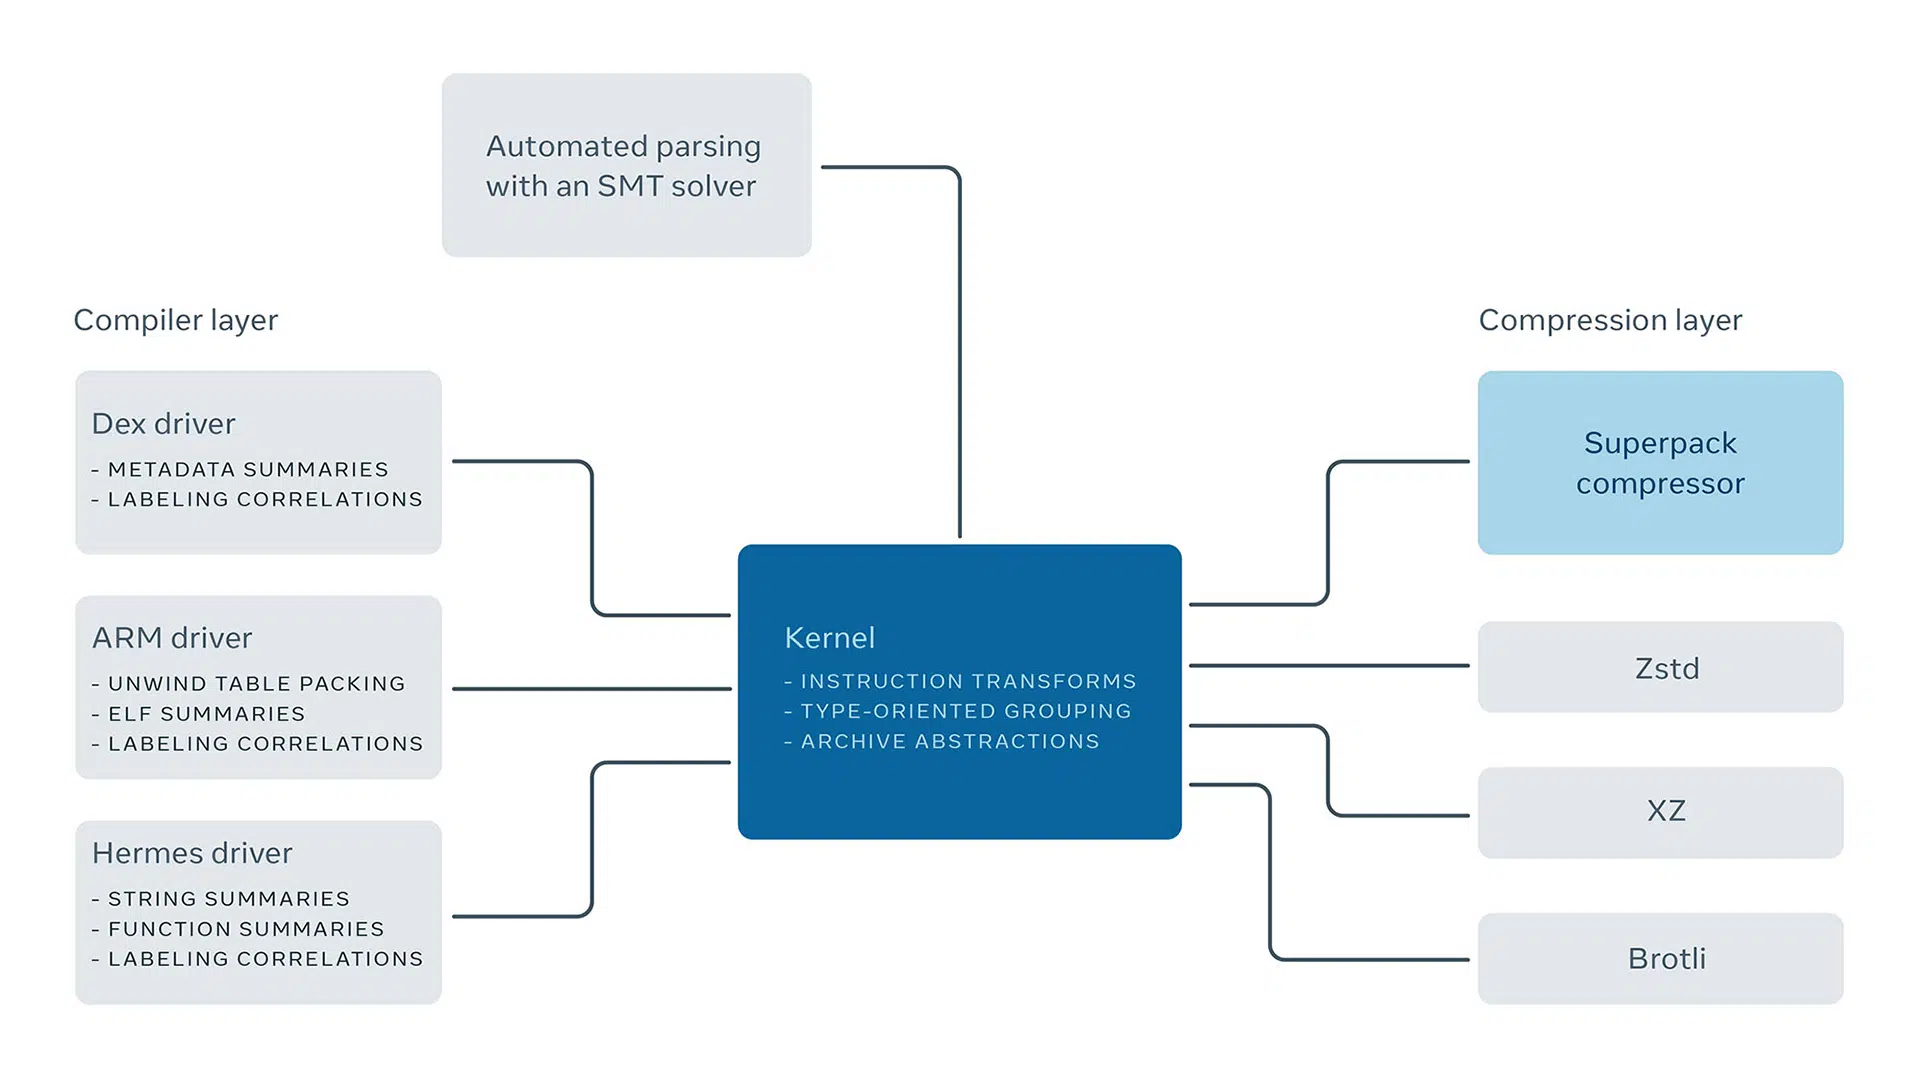 Automated parsing
with an SMT solver
Compiler layer
Dex driver
- METADATA SUMMARIES
- LABELING CORRELATIONS
ARM driver
- UNWIND TABLE PACKING
- ELF SUMMARIES
- LABELING CORRELATIONS
Hermes driver
- STRING SUMMARIES
- FUNCTION SUMMARIES
- LABELING CORRELATIONS
Kernel
- INSTRUCTION TRANSFORMS
- TYPE-ORIENTED GROUPING
- ARCHIVE ABSTRACTIONS
Compression layer
Superpack
compressor
Zstd
XZ
Brotli